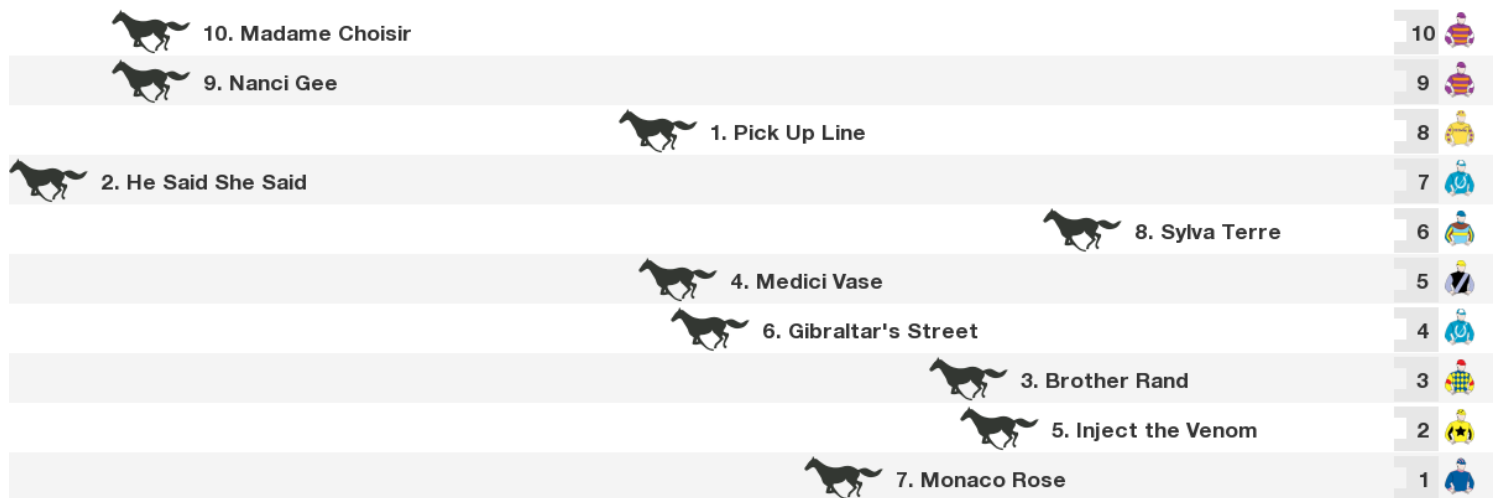 10. Madame Choisir 10
9. Nanci Gee 9
1. Pick Up Line 8
2. He Said She Said 7
8. Sylva Terre 6
4. Medici Vase 5
6. Gibraltar's Street 4
3. Brother Rand 3
5. Inject the Venom 2
7. Monaco Rose 1